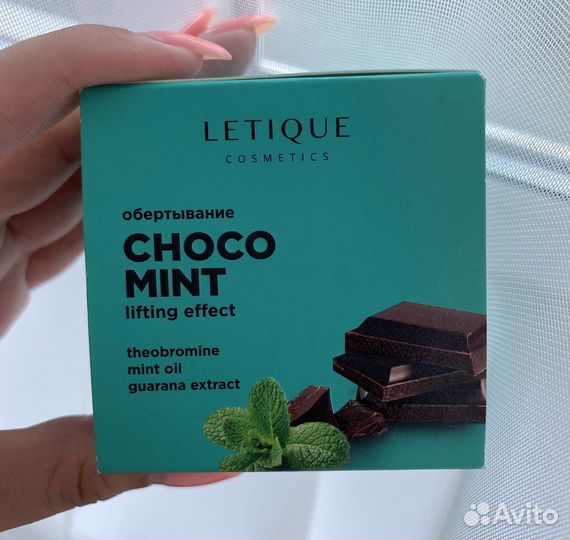 LETIQUE
COSMETICS
обертывание
CHOCO
MINT
lifting effect
theobromine
mint oil
guarana extract
Avito